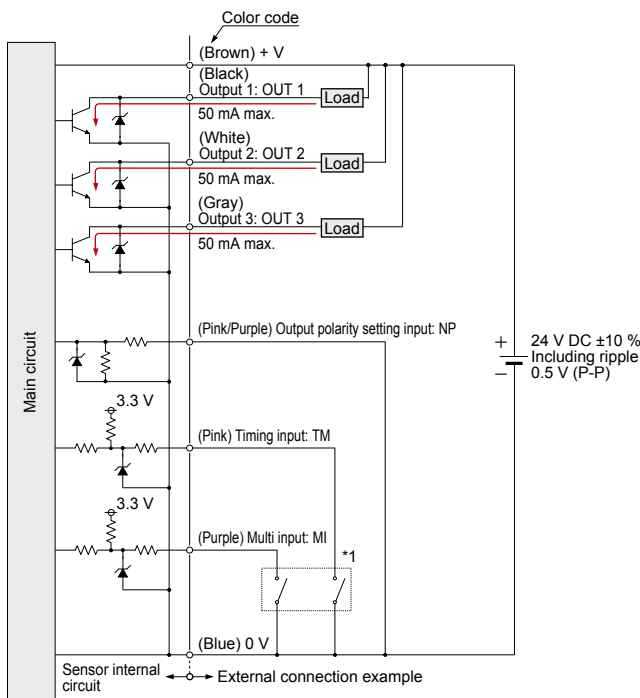 Color code
(Brown) + V
(Black)
Output 1: OUT 1
Load
50 mA max.
(White)
Output 2: OUT 2
Load
50 mA max.
(Gray)
Output 3: OUT 3
Load
50 mA max.
Main circuit
(Pink/Purple) Output polarity setting input: NP
+
−
24 V DC ±10 %
Including ripple
0.5 V (P-P)
3.3 V
(Pink) Timing input: TM
3.3 V
(Purple) Multi input: MI
*1
(Blue) 0 V
Sensor internal
circuit
External connection example